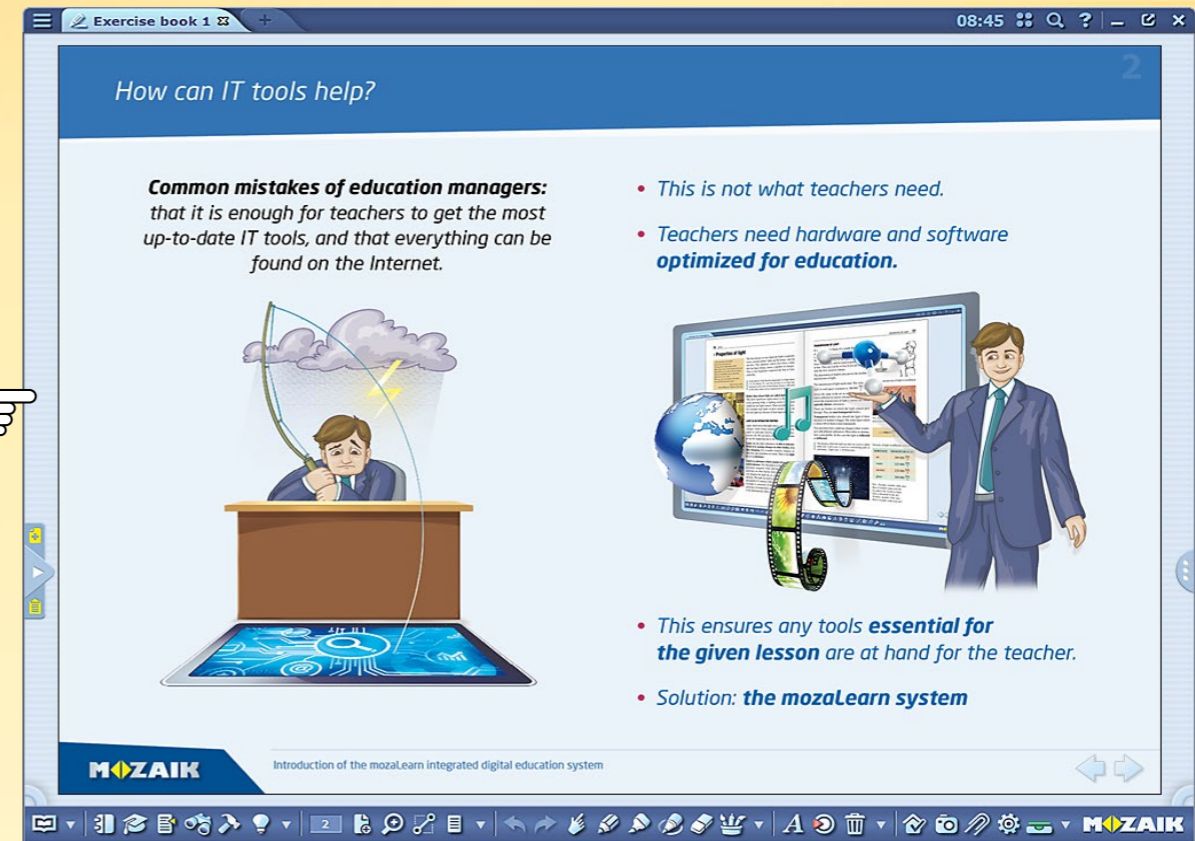 Exercise book 1
08:45
2
How can IT tools help?
Common mistakes of education managers:
that it is enough for teachers to get the most
up-to-date IT tools, and that everything can be
found on the Internet.
• This is not what teachers need.
• Teachers need hardware and software
optimized for education.
Properties of light
• This ensures any tools essential for
the given lesson are at hand for the teacher.
• Solution: the mozaLearn system
MOZAIK
Introduction of the mozaLearn integrated digital education system
2
A
MOZAIK